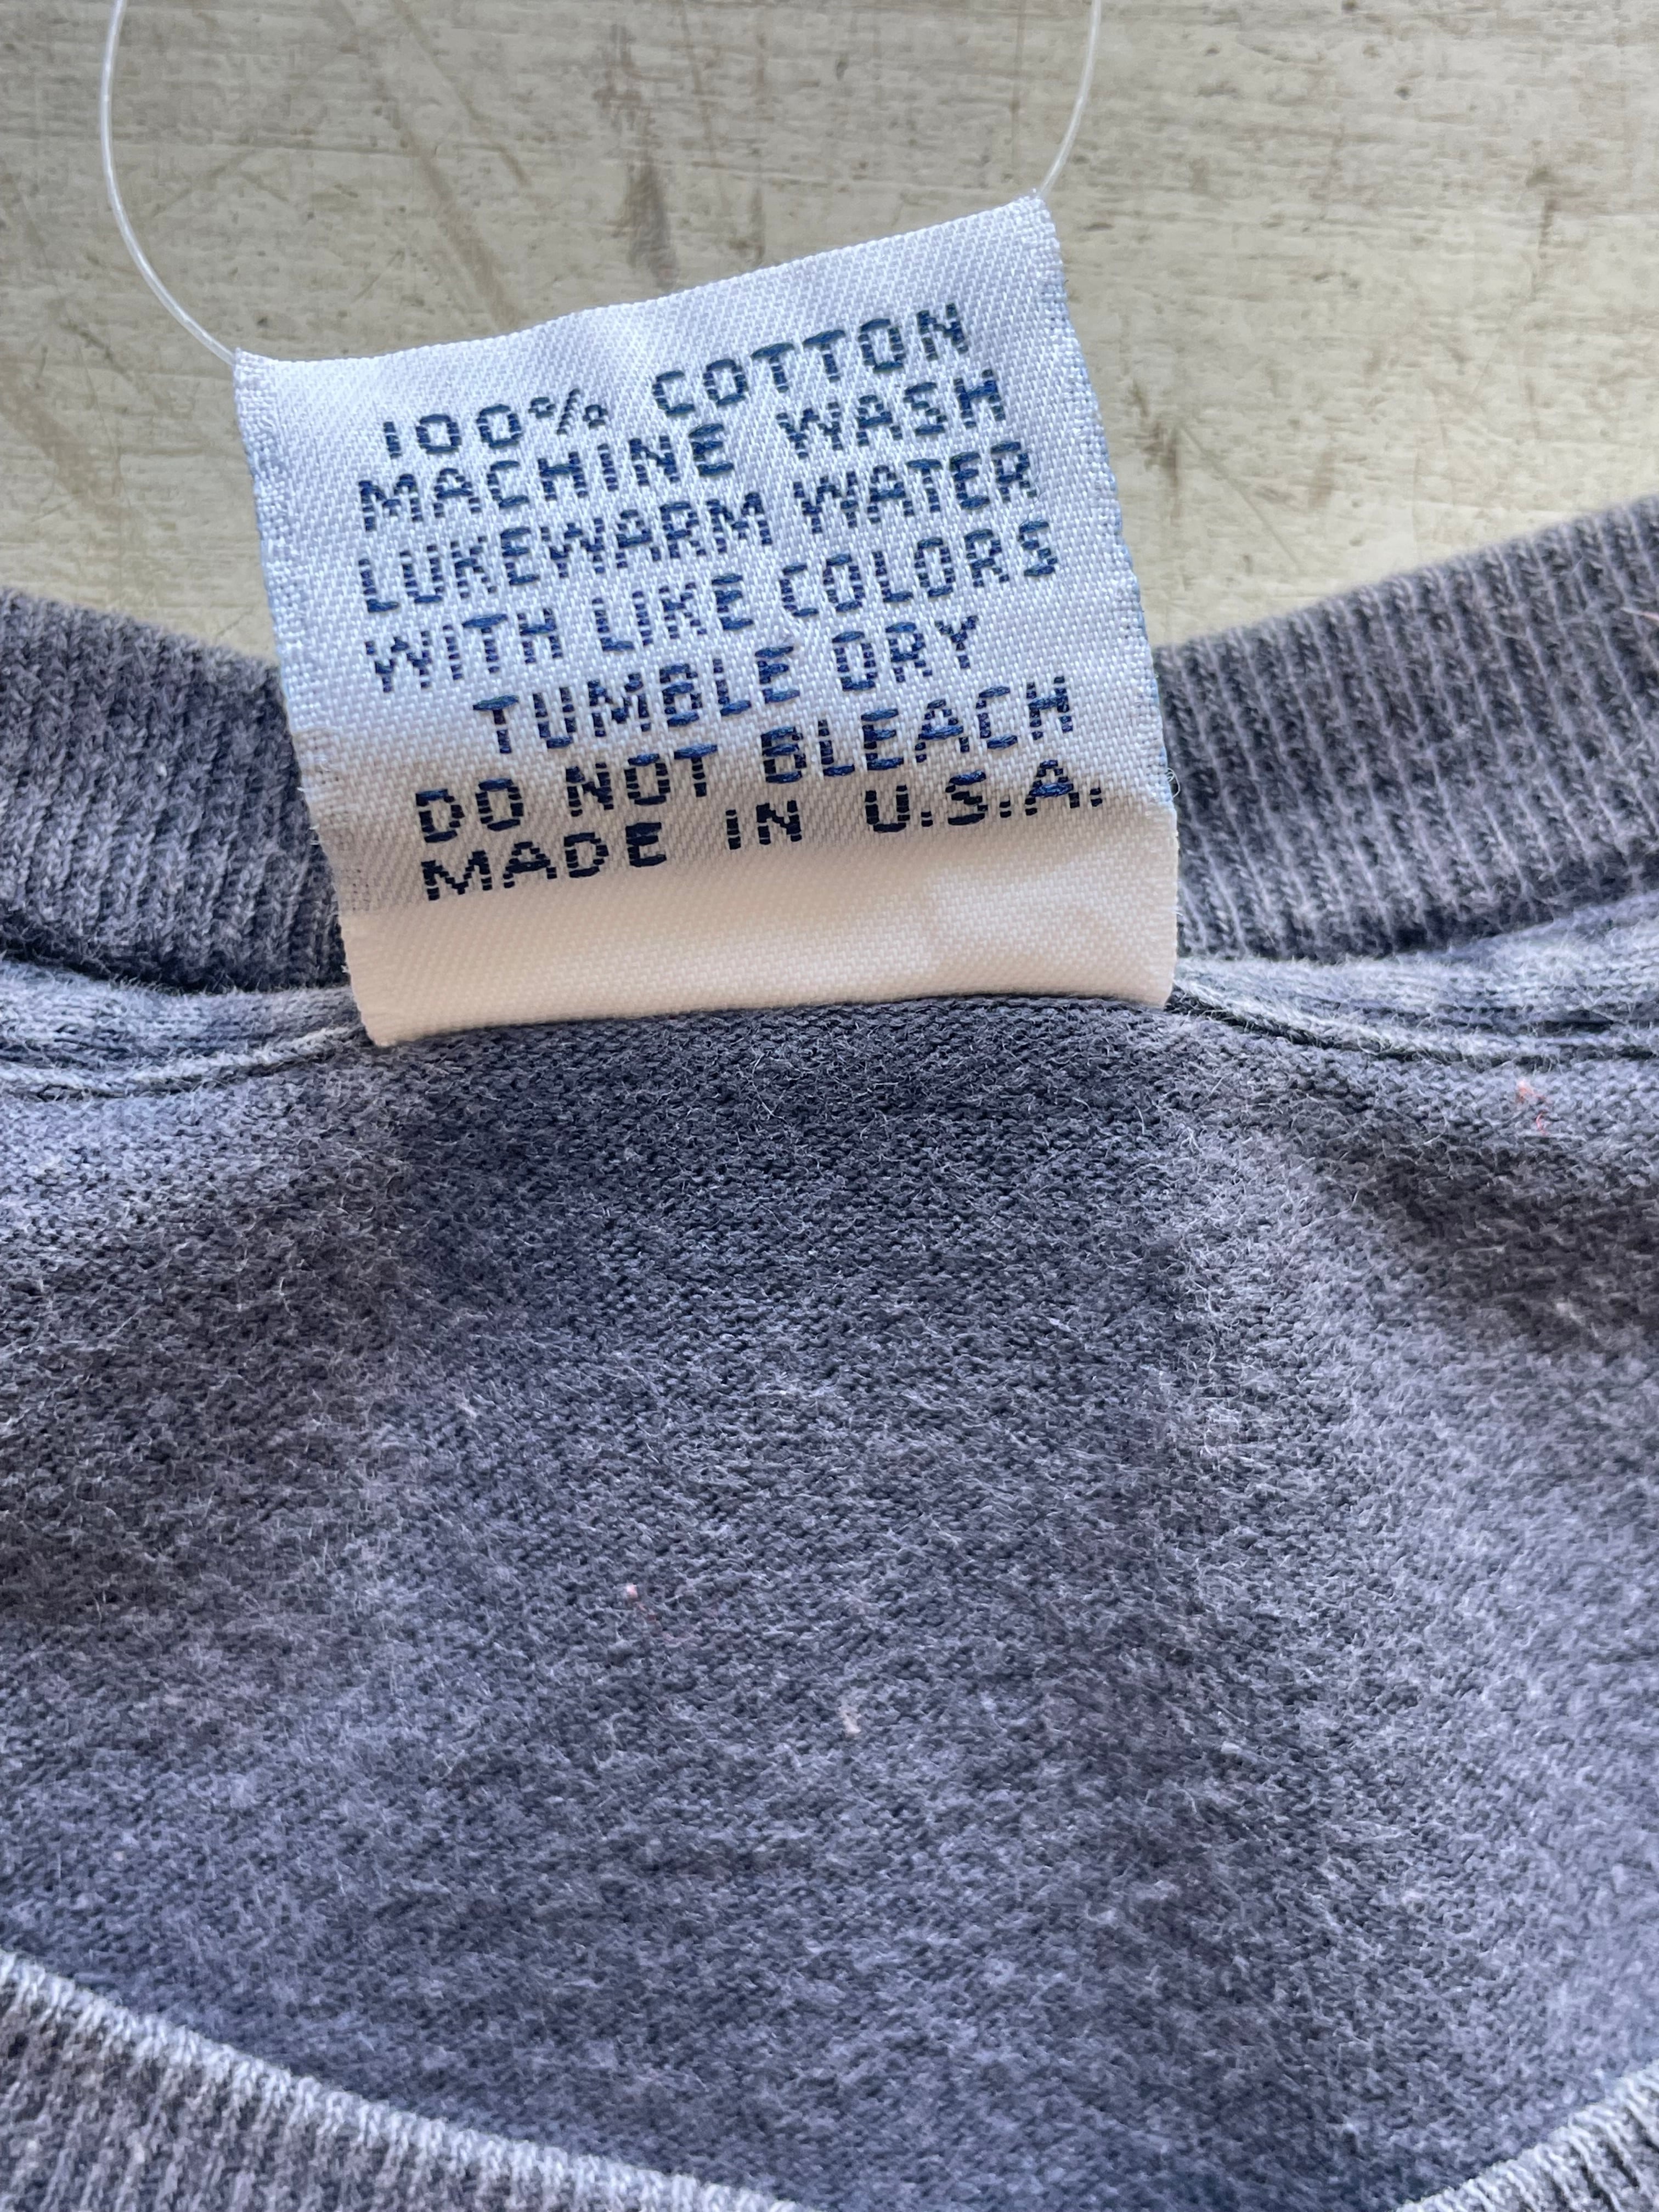 100% COTTON
MACHINE WASH
LUKEWARM WATER
WITH LIKE COLORS
TUMBLE DRY
DO NOT BLEACH
MADE IN U.S.A.